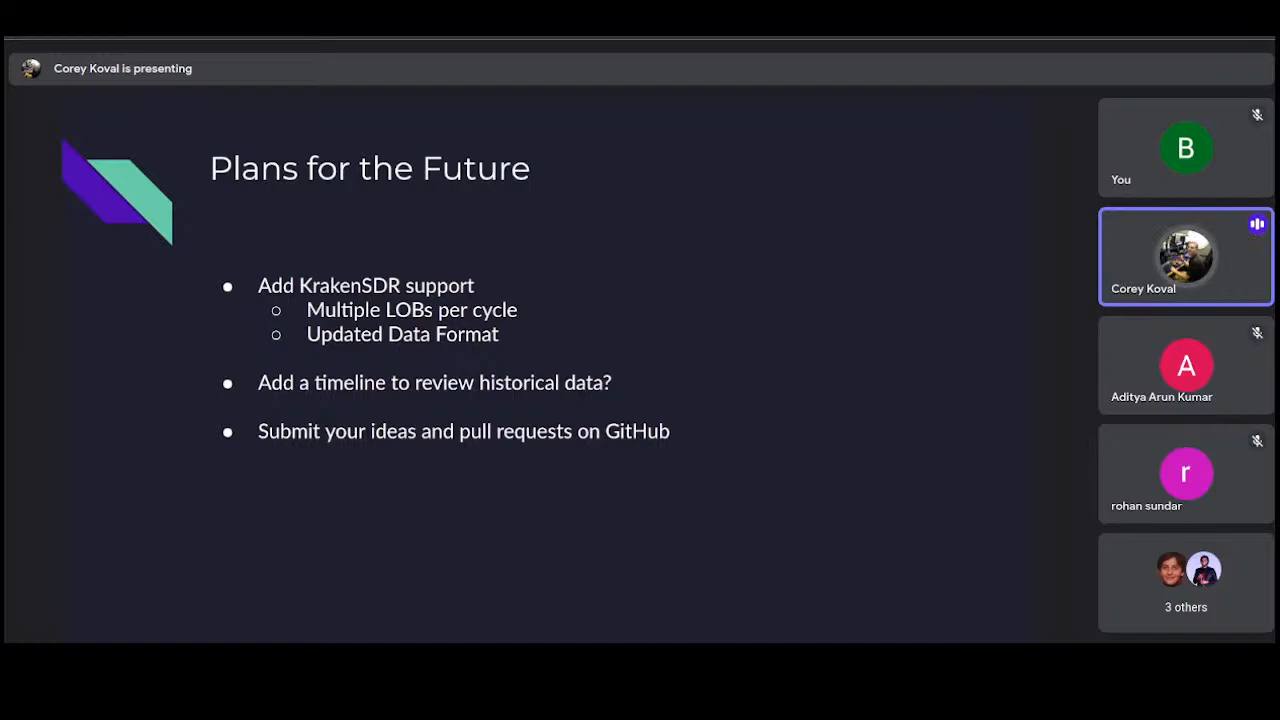 Corey Koval is presenting
Plans for the Future
● Add KrakenSDR support
○ Multiple LOBs per cycle
○ Updated Data Format
● Add a timeline to review historical data?
● Submit your ideas and pull requests on GitHub
B
You
Corey Koval
A
Aditya Arun Kumar
r
rohan sundar
3 others